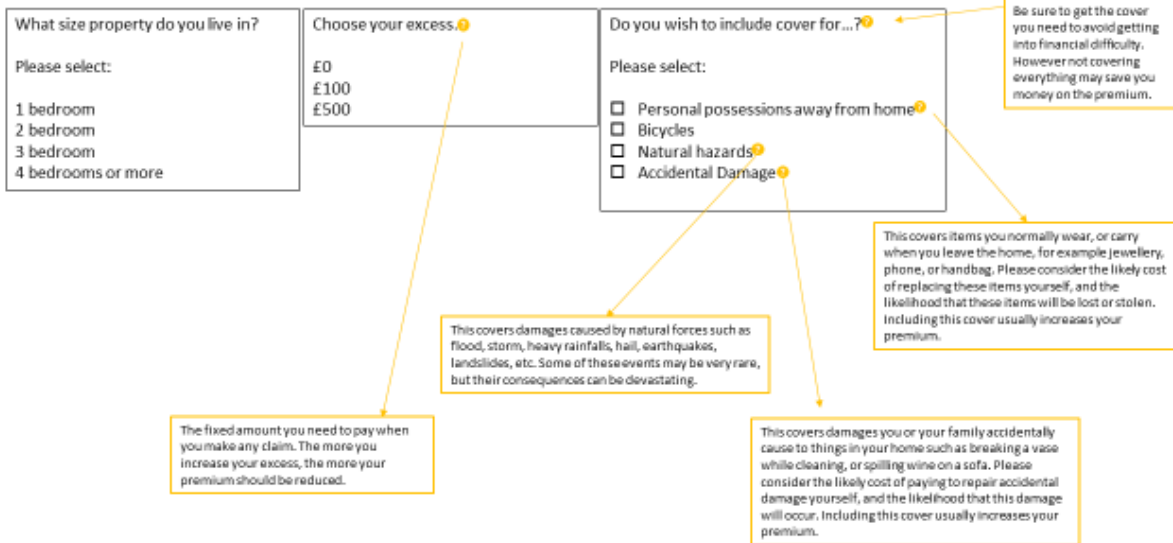 What size property do you live in?
Please select:
1 bedroom
2 bedroom
3 bedroom
4 bedrooms or more
Choose your excess.?
£0
£100
£500
Do you wish to include cover for...??
Please select:
☐ Personal possessions away from home?
☐ Bicycles
☐ Natural hazards?
☐ Accidental Damage?
Be sure to get the cover
you need to avoid getting
into financial difficulty.
However not covering
everything may save you
money on the premium.
This covers items you normally wear, or carry
when you leave the home, for example jewellery,
phone, or handbag. Please consider the likely cost
of replacing these items yourself, and the
likelihood that these items will be lost or stolen.
Including this cover usually increases your
premium.
This covers damages caused by natural forces such as
flood, storm, heavy rainfalls, hail, earthquakes,
landslides, etc. Some of these events may be very rare,
but their consequences can be devastating.
The fixed amount you need to pay when
you make any claim. The more you
increase your excess, the more your
premium should be reduced.
This covers damages you or your family accidentally
cause to things in your home such as breaking a vase
while cleaning, or spilling wine on a sofa. Please
consider the likely cost of paying to repair accidental
damage yourself, and the likelihood that this damage
will occur. Including this cover usually increases your
premium.